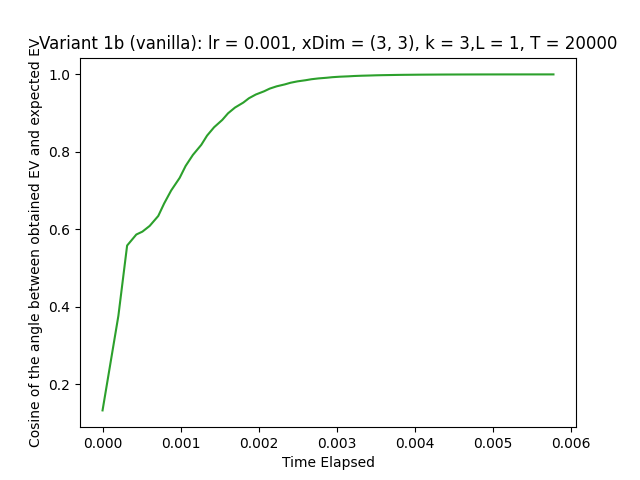 Variant 1b (vanilla): lr = 0.001, xDim = (3, 3), k = 3,L = 1, T = 20000
Cosine of the angle between obtained EV and expected EV
1.0
0.8
0.6
0.4
0.2
0.000 0.001 0.002 0.003 0.004 0.005 0.006
Time Elapsed